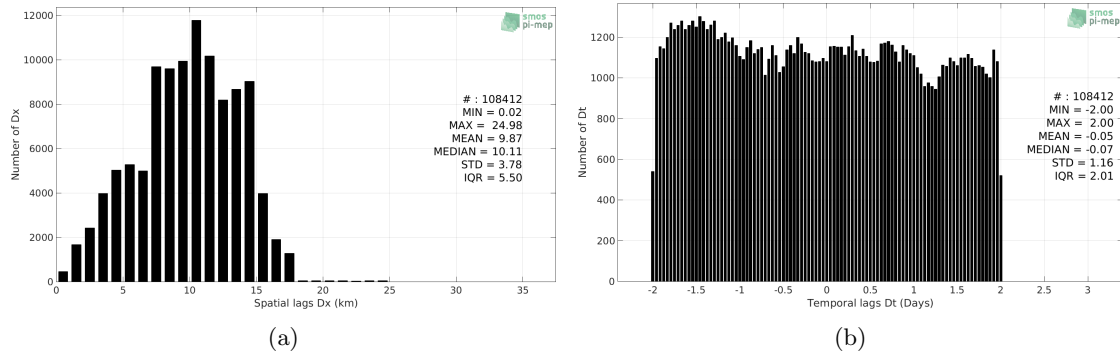 smos
pi-mep
12000
10000
8000
6000
4000
2000
0
Number of Dx
# : 108412
MIN = 0.02
MAX = 24.98
MEAN = 9.87
MEDIAN = 10.11
STD = 3.78
IQR = 5.50
0 5 10 15 20 25 30 35
Spatial lags Dx (km)
(a)
smos
pi-mep
1200
1000
800
600
400
200
0
Number of Dt
# : 108412
MIN = -2.00
MAX = 2.00
MEAN = -0.05
MEDIAN = -0.07
STD = 1.16
IQR = 2.01
-2 -1.5 -1 -0.5 0 0.5 1 1.5 2 2.5 3
Temporal lags Dt (Days)
(b)